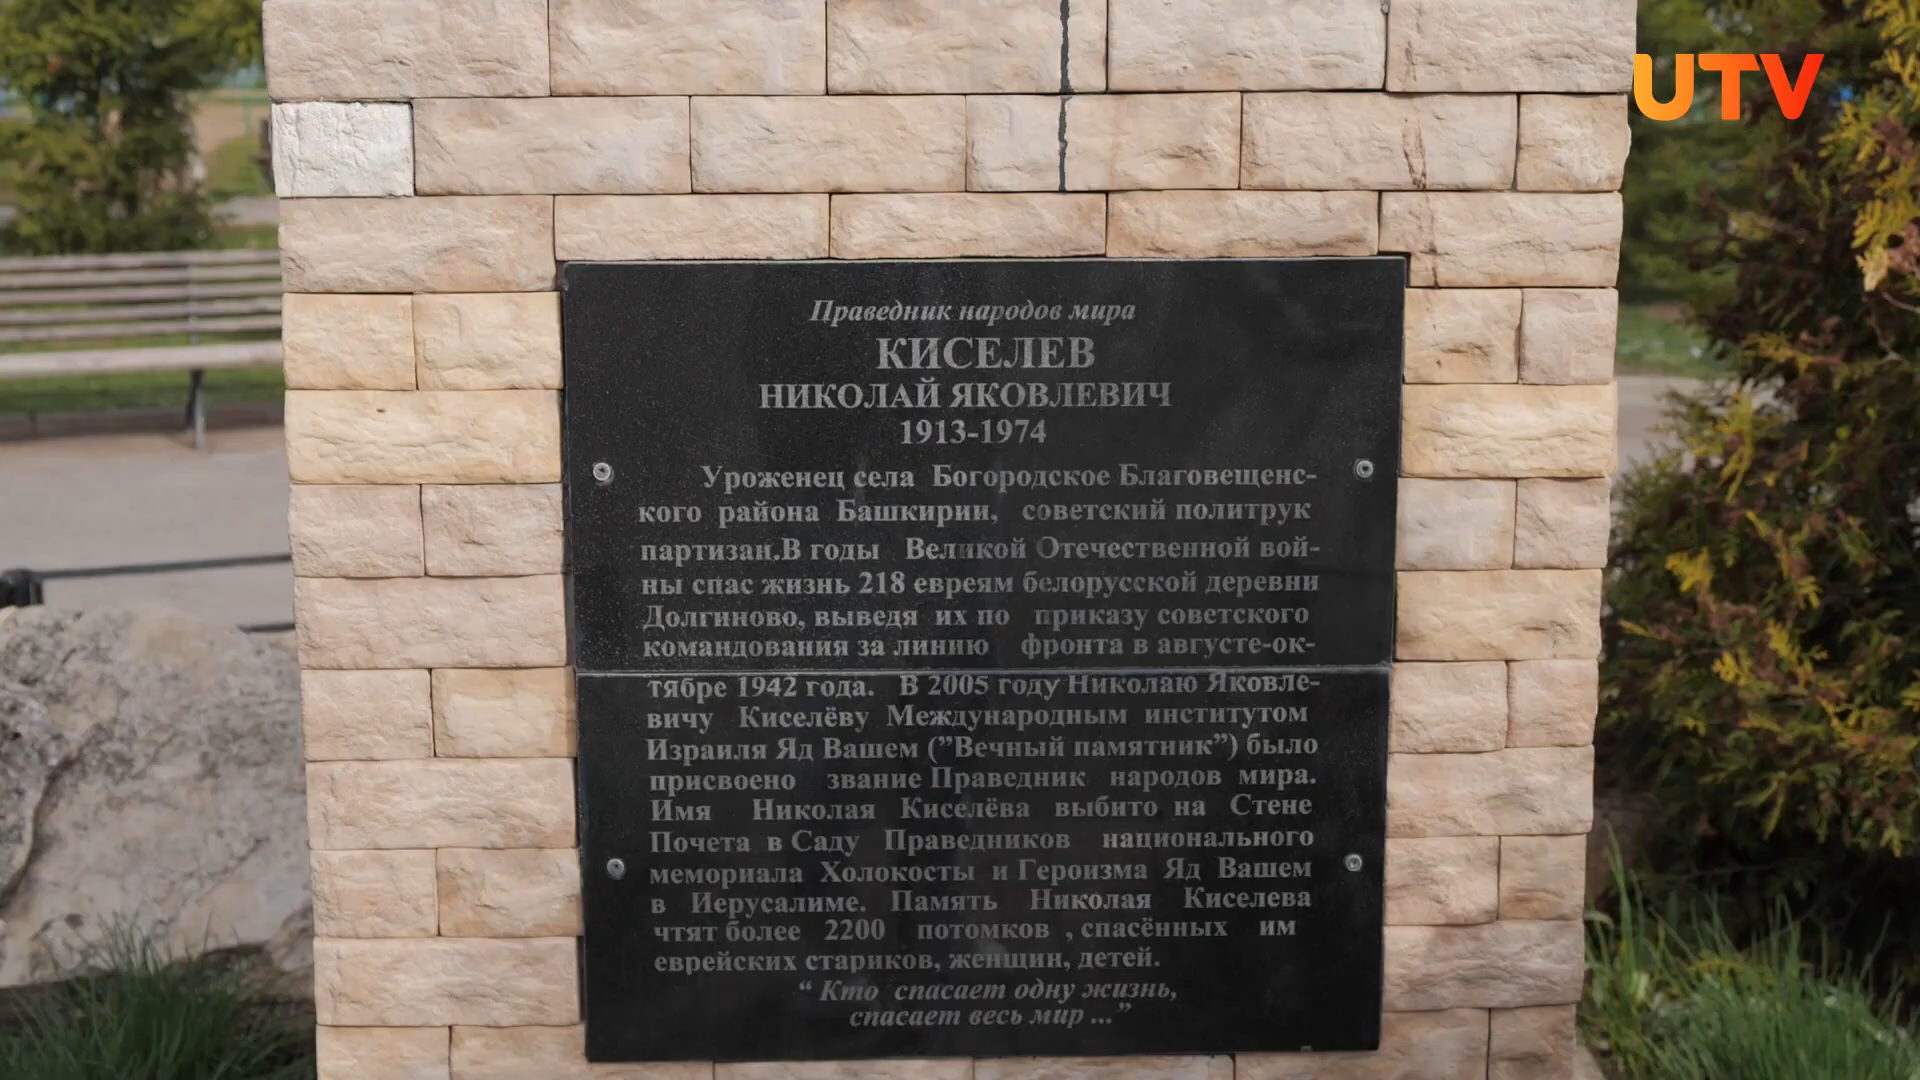 UTV
Праведник народов мира
КИСЕЛЕВ
НИКОЛАЙ ЯКОВЛЕВИЧ
1913-1974
Уроженец села Богородское Благовещенс-
кого района Башкирии, советский политрук
партизан.В годы Великой Отечественной вой-
ны спас жизнь 218 евреям белорусской деревни
Долгиново, выведя их по приказу советского
командования за линию фронта в августе-ок-
тябре 1942 года. В 2005 году Николаю Яковле-
вичу Киселёву Международным институтом
Израиля Яд Вашем (”Вечный памятник”) было
присвоено звание Праведник народов мира.
Имя Николая Киселёва выбито на Стене
Почета в Саду Праведников национального
мемориала Холокосты и Героизма Яд Вашем
в Иерусалиме. Память Николая Киселева
чтят более 2200 потомков , спасённых им
еврейских стариков, женщин, детей.
“ Кто спасает одну жизнь,
спасает весь мир ...”